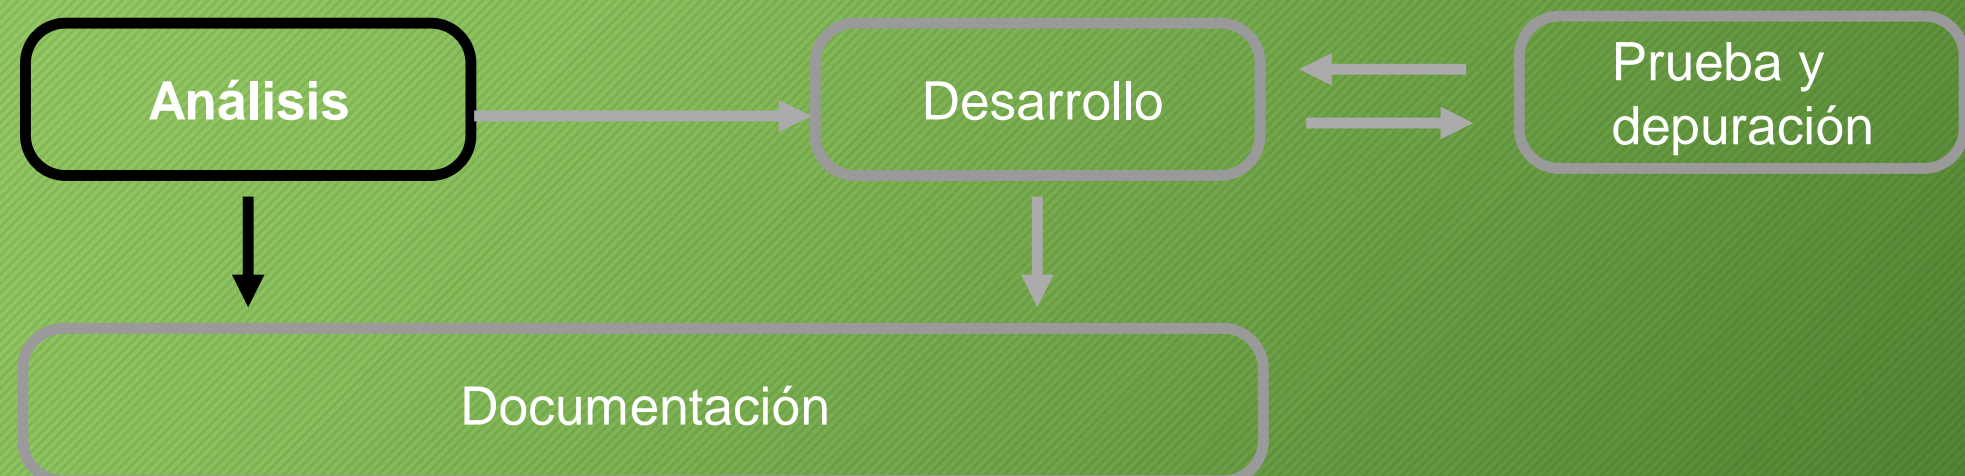 Análisis
Desarrollo
Prueba y
depuración
Documentación